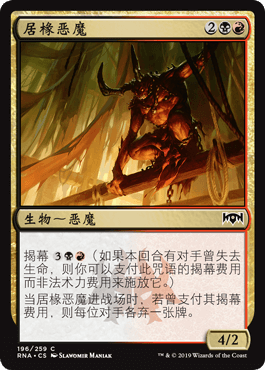 居椽恶魔 2
生物～恶魔
揭幕 3 （如果本回合有对手曾失去
生命，则你可以支付此咒语的揭幕费用
而非法术力费用来施放它。）
当居椽恶魔进战场时，若曾支付其揭幕
费用，则每位对手各弃一张牌。
4/2
196/259 C
RNA • CS SLAWOMIR MANIAK
™ & © 2019 Wizards of the Coast